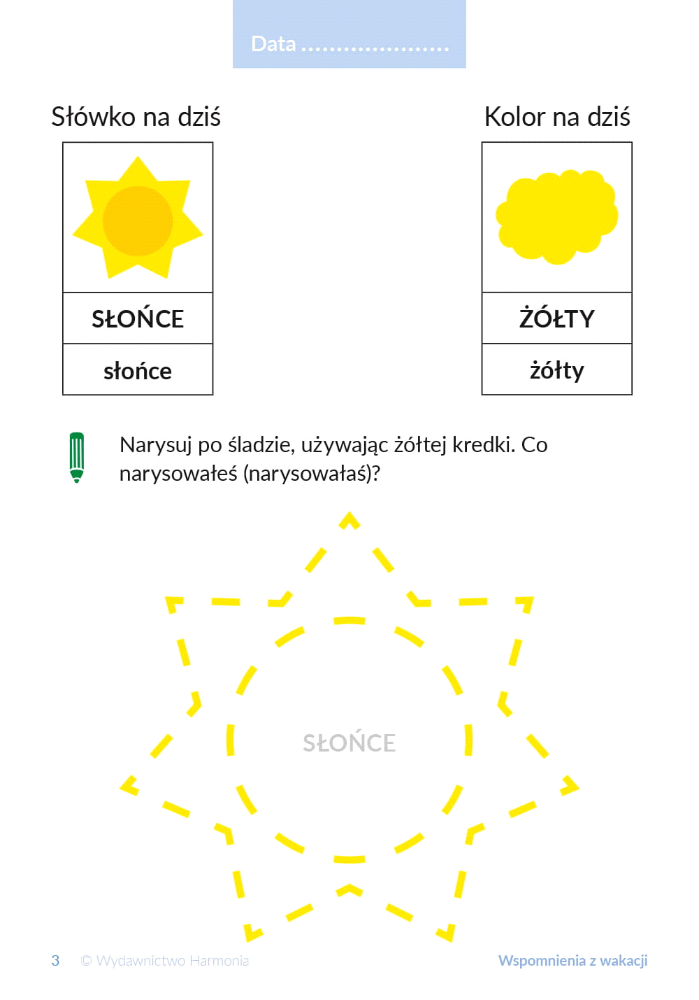 Data .....................
Słówko na dziś
Kolor na dziś
SŁOŃCE
słońce
ŻÓŁTY
żółty
Narysuj po śladzie, używając żółtej kredki. Co
narysowałeś (narysowałaś)?
SŁOŃCE
3 © Wydawnictwo Harmonia
Wspomnienia z wakacji